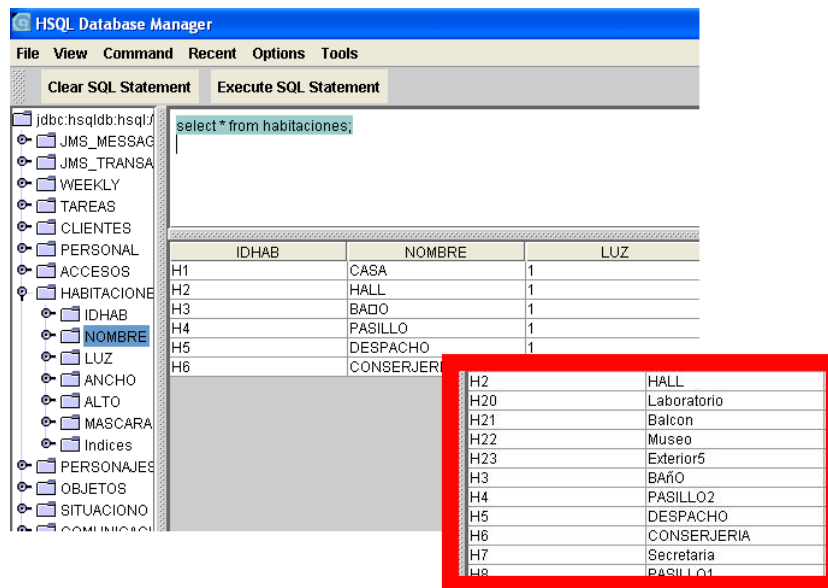 HSQL Database Manager
File View Command Recent Options Tools
Clear SQL Statement Execute SQL Statement
jdbc:hsqldb:hsql:/
JMS_MESSAG
JMS_TRANSA
WEEKLY
TAREAS
CLIENTES
PERSONAL
ACCESOS
HABITACIONE
IDHAB
NOMBRE
LUZ
ANCHO
ALTO
MASCARA
Indices
PERSONAJES
OBJETOS
SITUACIONO
select * from habitaciones;
IDHAB NOMBRE LUZ
H1 CASA 1
H2 HALL 1
H3 BA□O 1
H4 PASILLO 1
H5 DESPACHO 1
H6 CONSERJERI
H2 HALL
H20 Laboratorio
H21 Balcon
H22 Museo
H23 Exterior5
H3 BAñO
H4 PASILLO2
H5 DESPACHO
H6 CONSERJERIA
H7 Secretaria
H8 PASILLO1